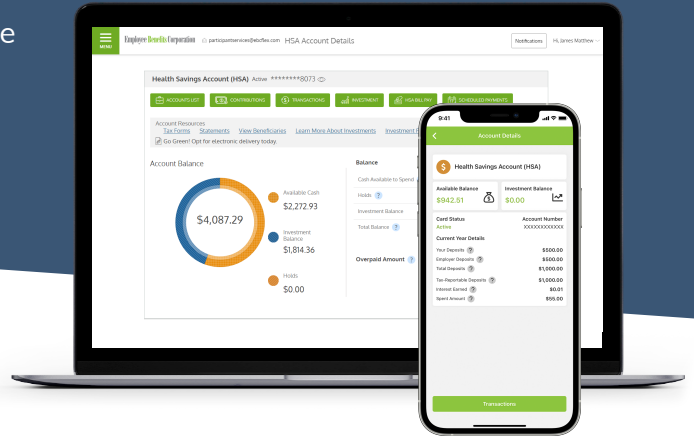 e
MENU
Employee Benefits Corporation
participantservices@ebcflex.com
HSA Account Details
Notifications
Hi, James Matthew
Health Savings Account (HSA) Active ********8073
ACCOUNTS LIST
CONTRIBUTIONS
TRANSACTIONS
INVESTMENT
HSA BILL PAY
SCHEDULED PAYMENTS
Account Resources
Tax Forms Statements View Beneficiaries Learn More About Investments Investment
Go Green! Opt for electronic delivery today.
Account Balance
$4,087.29
Available Cash
$2,272.93
Investment
Balance
$1,814.36
Holds
$0.00
Balance
Cash Available to Spend
Holds ?
Investment Balance
Total Balance ?
Overpaid Amount ?
9:41
Account Details
$ Health Savings Account (HSA)
Available Balance
$942.51
Investment Balance
$0.00
Card Status Account Number
Active XXXXXXXXXXXX
Current Year Details
Your Deposits ? $500.00
Employer Deposits ? $500.00
Total Deposits ? $1,000.00
Tax-Reportable Deposits ? $1,000.00
Interest Earned ? $0.01
Spent Amount ? $55.00
Transactions